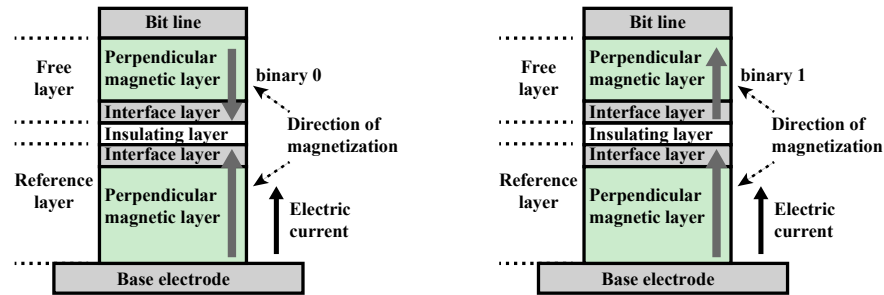 Bit line
Free
layer
Perpendicular
magnetic layer
binary 0
Interface layer
Insulating layer
Interface layer
Direction of
magnetization
Reference
layer
Perpendicular
magnetic layer
Electric
current
Base electrode
Bit line
Free
layer
Perpendicular
magnetic layer
binary 1
Interface layer
Insulating layer
Interface layer
Direction of
magnetization
Reference
layer
Perpendicular
magnetic layer
Electric
current
Base electrode